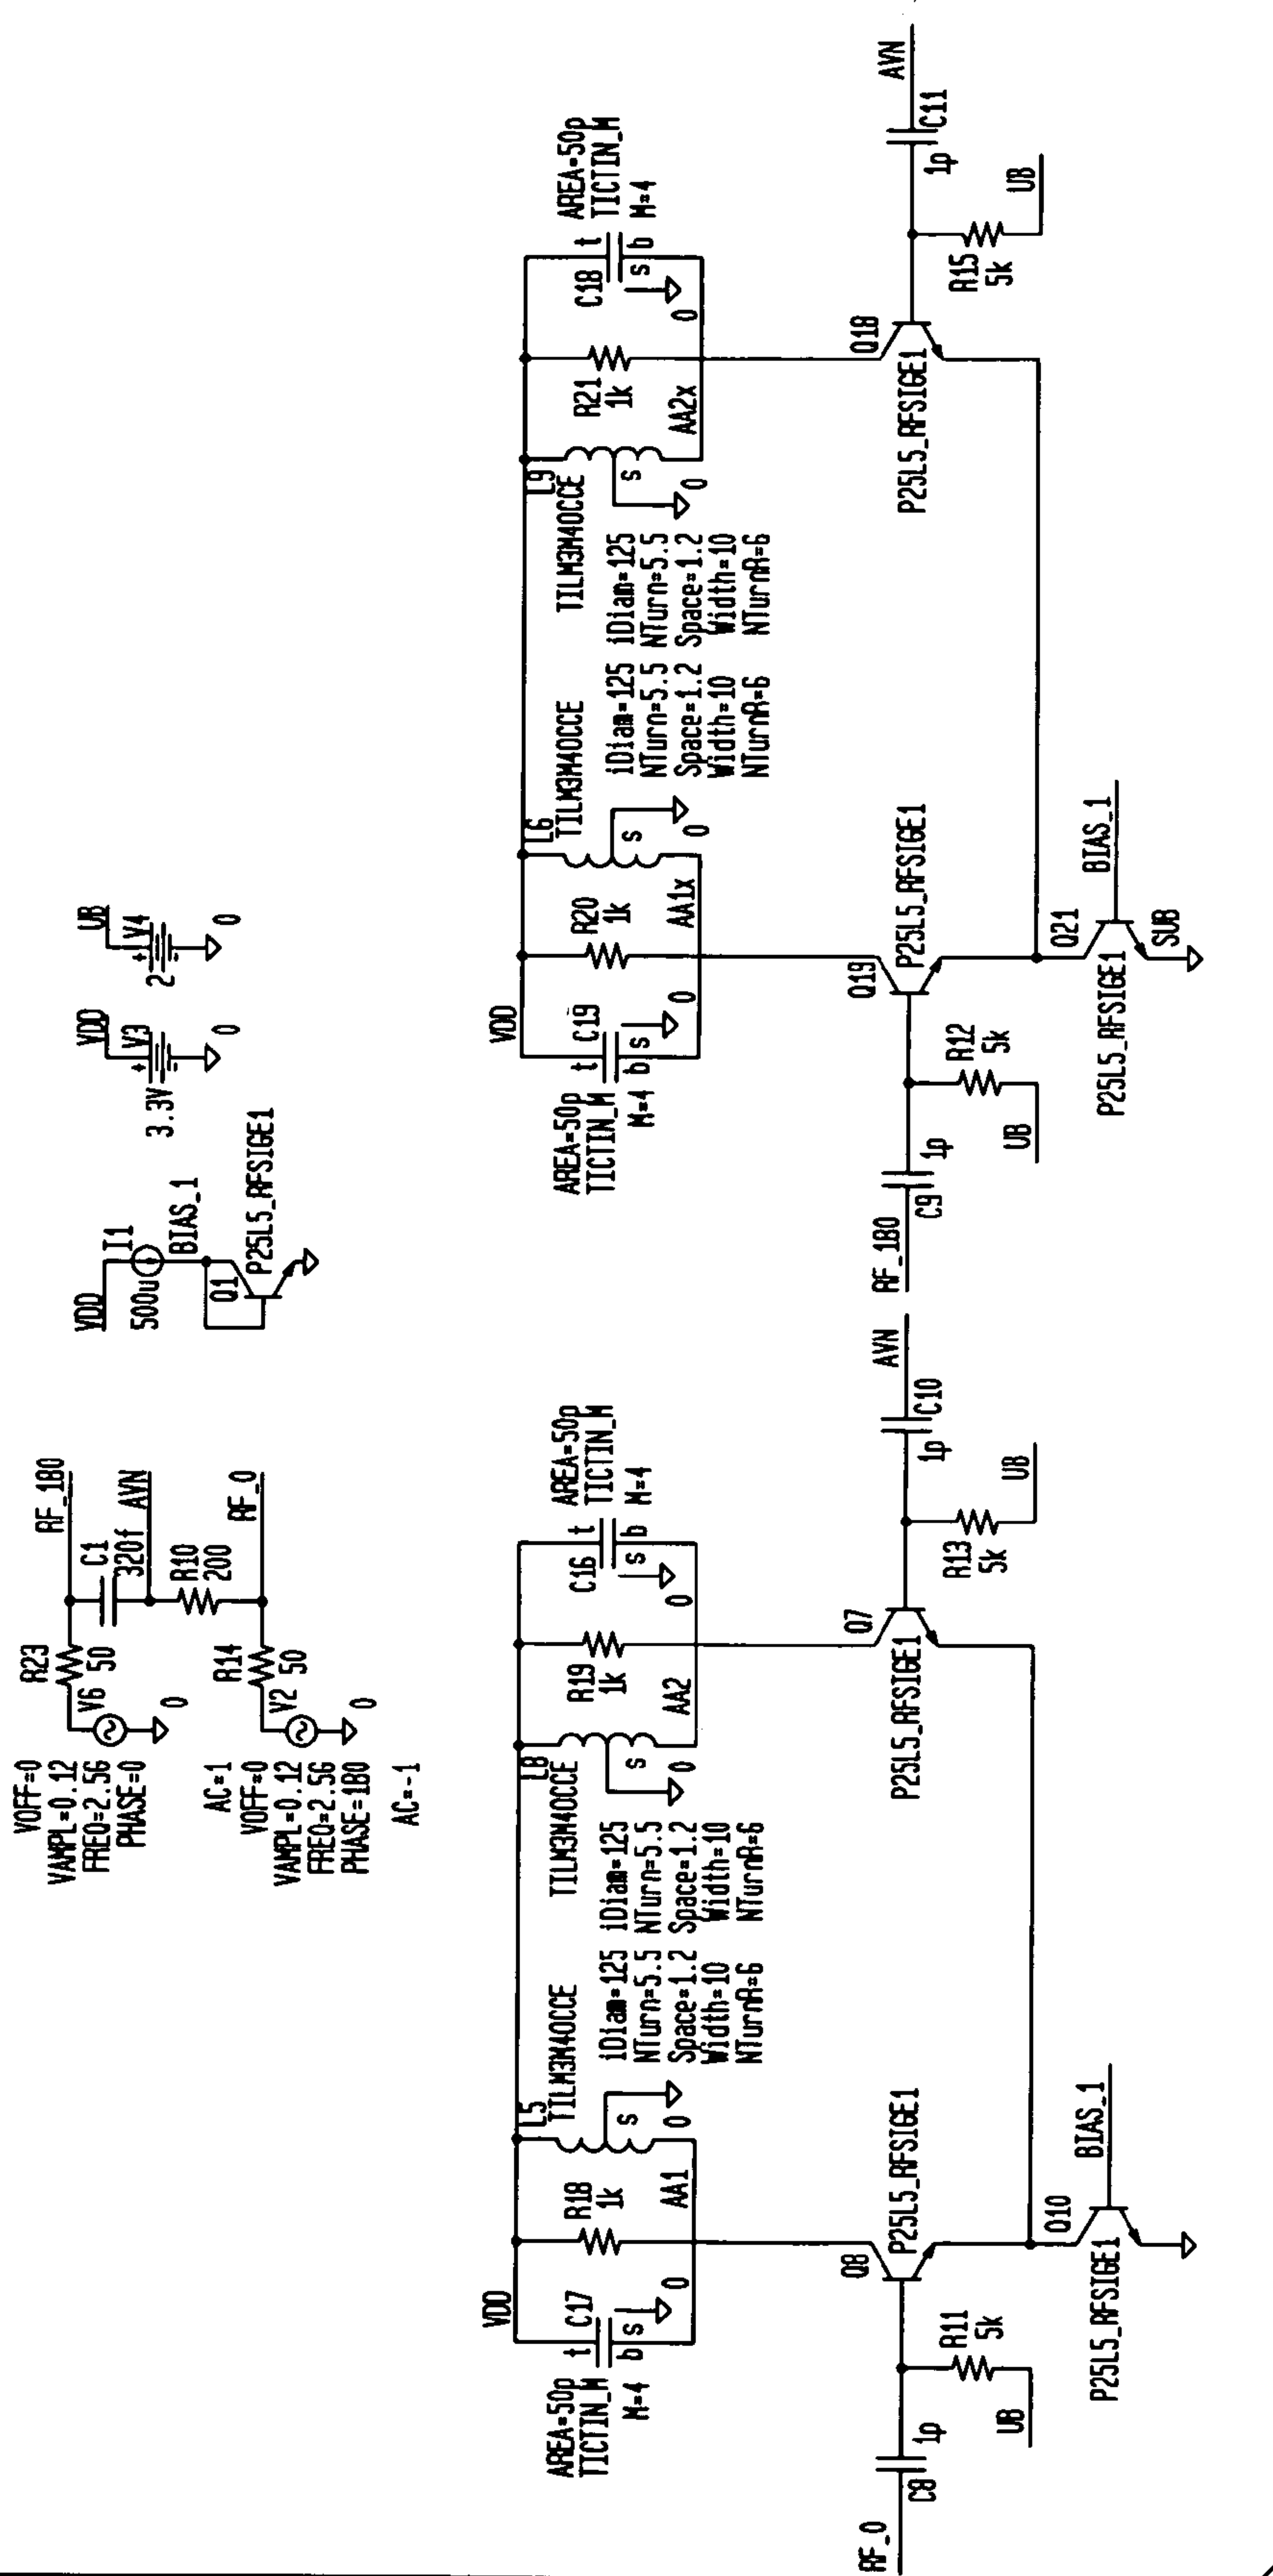 VOFF=0
VAMPL=0.12
FREQ=2.5G
PHASE=0
AC=1
VOFF=0
VAMPL=0.12
FREQ=2.5G
PHASE=180
AC=-1
R23
50
V6
0
R14
50
V2
0
RF_180
C1
320f
AVN
R10
200
RF_0
VDD
I1
500u
BIAS_1
Q1
P25L5_RFSIGE1
VDD
V3
+
3.3V
0
UB
V4
+
2
0
VDD
AREA=50p
TICTIN_M
M=4
t
C17
s
b
0
R18
1k
AA1
L5
TILM3M4OCCE
s
0
iDiam=125
NTurn=5.5
Space=1.2
Width=10
NTurnR=6
L8
TILM3M4OCCE
s
0
iDiam=125
NTurn=5.5
Space=1.2
Width=10
NTurnR=6
R19
1k
AA2
AREA=50p
TICTIN_M
M=4
t
C16
s
b
0
RF_0
C8
1p
R11
5k
UB
Q8
P25L5_RFSIGE1
Q10
BIAS_1
P25L5_RFSIGE1
Q7
P25L5_RFSIGE1
R13
5k
UB
C10
1p
AVN
VDD
AREA=50p
TICTIN_M
M=4
t
C19
s
b
0
R20
1k
AA1x
L6
TILM3M4OCCE
s
0
iDiam=125
NTurn=5.5
Space=1.2
Width=10
NTurnR=6
L9
TILM3M4OCCE
s
0
iDiam=125
NTurn=5.5
Space=1.2
Width=10
NTurnR=6
R21
1k
AA2x
AREA=50p
TICTIN_M
M=4
t
C18
s
b
0
RF_180
C9
1p
R12
5k
UB
Q19
P25L5_RFSIGE1
Q21
BIAS_1
SUB
P25L5_RFSIGE1
Q18
P25L5_RFSIGE1
R15
5k
UB
C11
1p
AVN